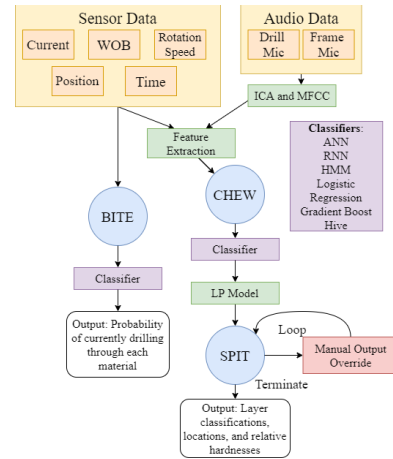 Sensor Data
Current
WOB
Rotation
Speed
Position
Time
Audio Data
Drill
Mic
Frame
Mic
ICA and MFCC
Feature
Extraction
Classifiers:
ANN
RNN
HMM
Logistic
Regression
Gradient Boost
Hive
BITE
CHEW
Classifier
Classifier
LP Model
Output: Probability
of currently drilling
through each
material
SPIT
Loop
Manual Output
Override
Terminate
Output: Layer
classifications,
locations, and relative
hardnesses